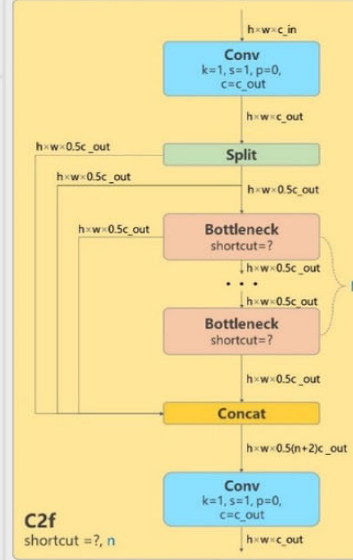 h×w×c_in
Conv
k=1, s=1, p=0,
c=c_out
h×w×c_out
h×w×0.5c_out
Split
h×w×0.5c_out
h×w×0.5c_out
h×w×0.5c_out
Bottleneck
shortcut=?
h×w×0.5c_out
...
h×w×0.5c_out
Bottleneck
shortcut=?
h×w×0.5c_out
Concat
h×w×0.5(n+2)c_out
Conv
k=1, s=1, p=0,
c=c_out
C2f
shortcut =?, n
h×w×c_out